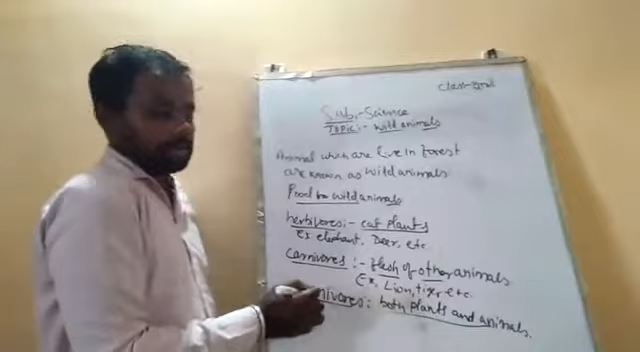 Class-2nd
Sub:- Science
Topic:- wild animals
Animal which are live in forest
are known as wild animals
Food for wild animals
herbivores:- eat plants
Ex elephant, Deer, etc
Carnivores :- flesh of other animals.
Ex, Lion, tiger etc.
nivores: both plants and animals.